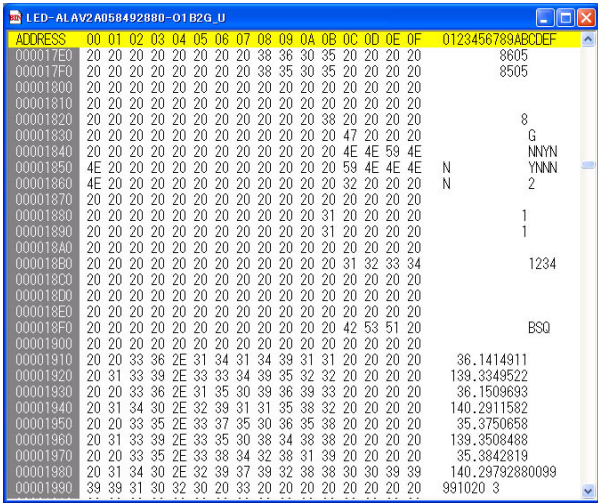 LED-ALAV2A058492880-O1B2G_U
ADDRESS 00 01 02 03 04 05 06 07 08 09 0A 0B 0C 0D 0E 0F 0123456789ABCDEF
000017E0 20 20 20 20 20 20 20 20 38 36 30 35 20 20 20 20 8605
000017F0 20 20 20 20 20 20 20 20 38 35 30 35 20 20 20 20 8505
00001800 20 20 20 20 20 20 20 20 20 20 20 20 20 20 20 20
00001810 20 20 20 20 20 20 20 20 20 20 20 20 20 20 20 20
00001820 20 20 20 20 20 20 20 20 20 20 20 38 20 20 20 20 8
00001830 20 20 20 20 20 20 20 20 20 20 20 20 47 20 20 20 G
00001840 20 20 20 20 20 20 20 20 20 20 20 20 4E 4E 59 4E NNYN
00001850 4E 20 20 20 20 20 20 20 20 20 20 20 59 4E 4E 4E N YNNN
00001860 4E 20 20 20 20 20 20 20 20 20 20 20 32 20 20 20 N 2
00001870 20 20 20 20 20 20 20 20 20 20 20 20 20 20 20 20
00001880 20 20 20 20 20 20 20 20 20 20 20 31 20 20 20 20 1
00001890 20 20 20 20 20 20 20 20 20 20 20 31 20 20 20 20 1
000018A0 20 20 20 20 20 20 20 20 20 20 20 20 20 20 20 20
000018B0 20 20 20 20 20 20 20 20 20 20 20 20 31 32 33 34 1234
000018C0 20 20 20 20 20 20 20 20 20 20 20 20 20 20 20 20
000018D0 20 20 20 20 20 20 20 20 20 20 20 20 20 20 20 20
000018E0 20 20 20 20 20 20 20 20 20 20 20 20 20 20 20 20
000018F0 20 20 20 20 20 20 20 20 20 20 20 20 42 53 51 20 BSQ
00001900 20 20 20 20 20 20 20 20 20 20 20 20 20 20 20 20
00001910 20 20 33 36 2E 31 34 31 34 39 31 31 20 20 20 20 36.1414911
00001920 20 31 33 39 2E 33 33 34 39 35 32 32 20 20 20 20 139.3349522
00001930 20 20 33 36 2E 31 35 30 39 36 39 33 20 20 20 20 36.1509693
00001940 20 31 34 30 2E 32 39 31 31 35 38 32 20 20 20 20 140.2911582
00001950 20 20 33 35 2E 33 37 35 30 36 35 38 20 20 20 20 35.3750658
00001960 20 31 33 39 2E 33 35 30 38 34 38 38 20 20 20 20 139.3508488
00001970 20 20 33 35 2E 33 38 34 32 38 31 39 20 20 20 20 35.3842819
00001980 20 31 34 30 2E 32 39 37 39 32 38 38 30 30 39 39 140.29792880099
00001990 39 39 31 30 32 30 20 33 20 20 20 20 20 20 20 20 991020 3